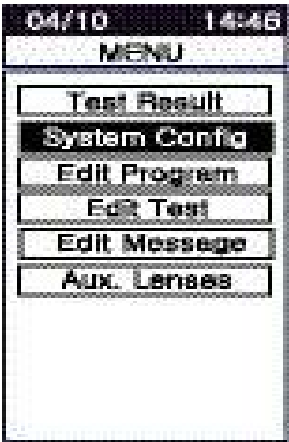 04/10 14:46
MENU
Test Result
System Config
Edit Program
Edit Test
Edit Message
Aux. Lenses